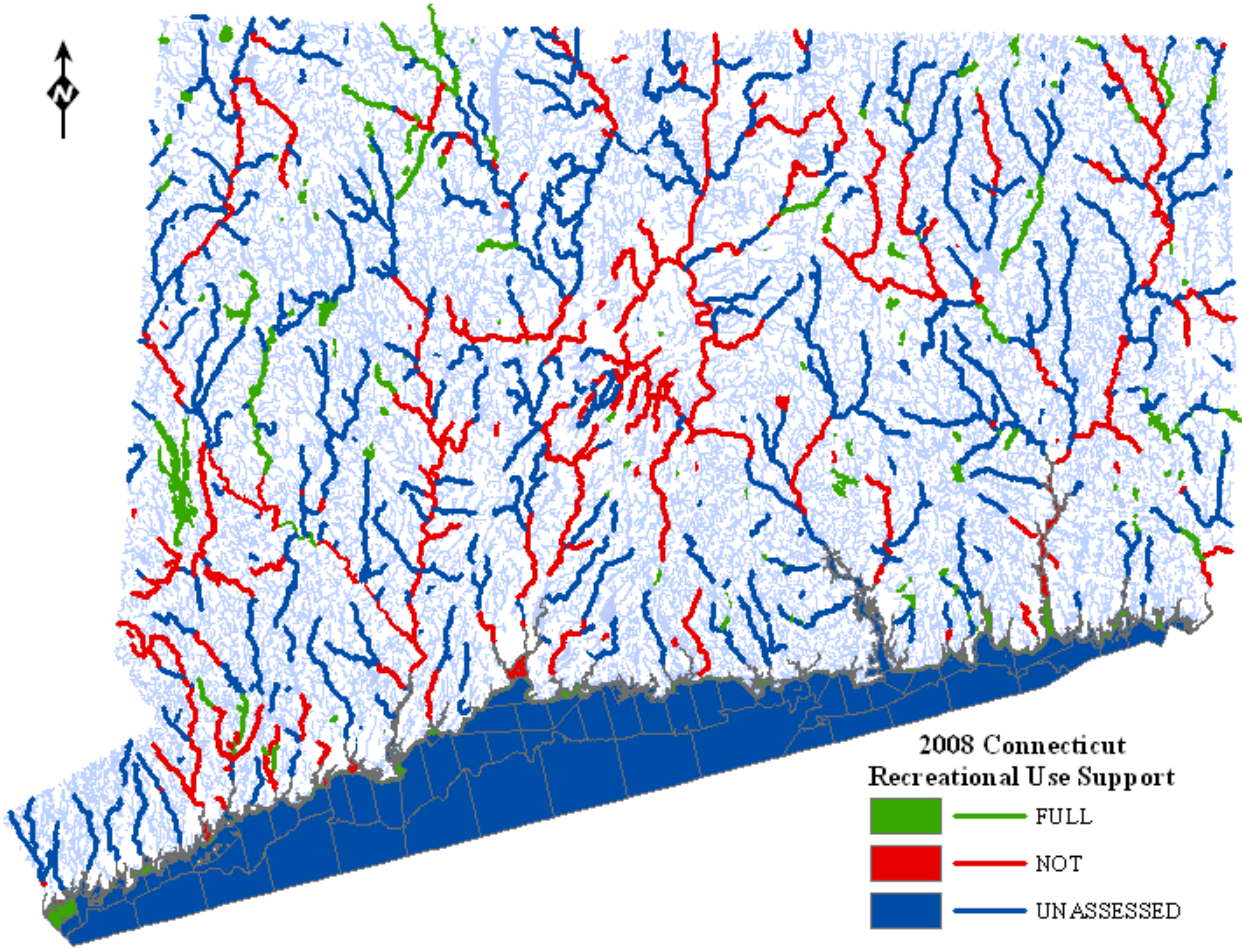 N
2008 Connecticut
Recreational Use Support
FULL
NOT
UNASSESSED